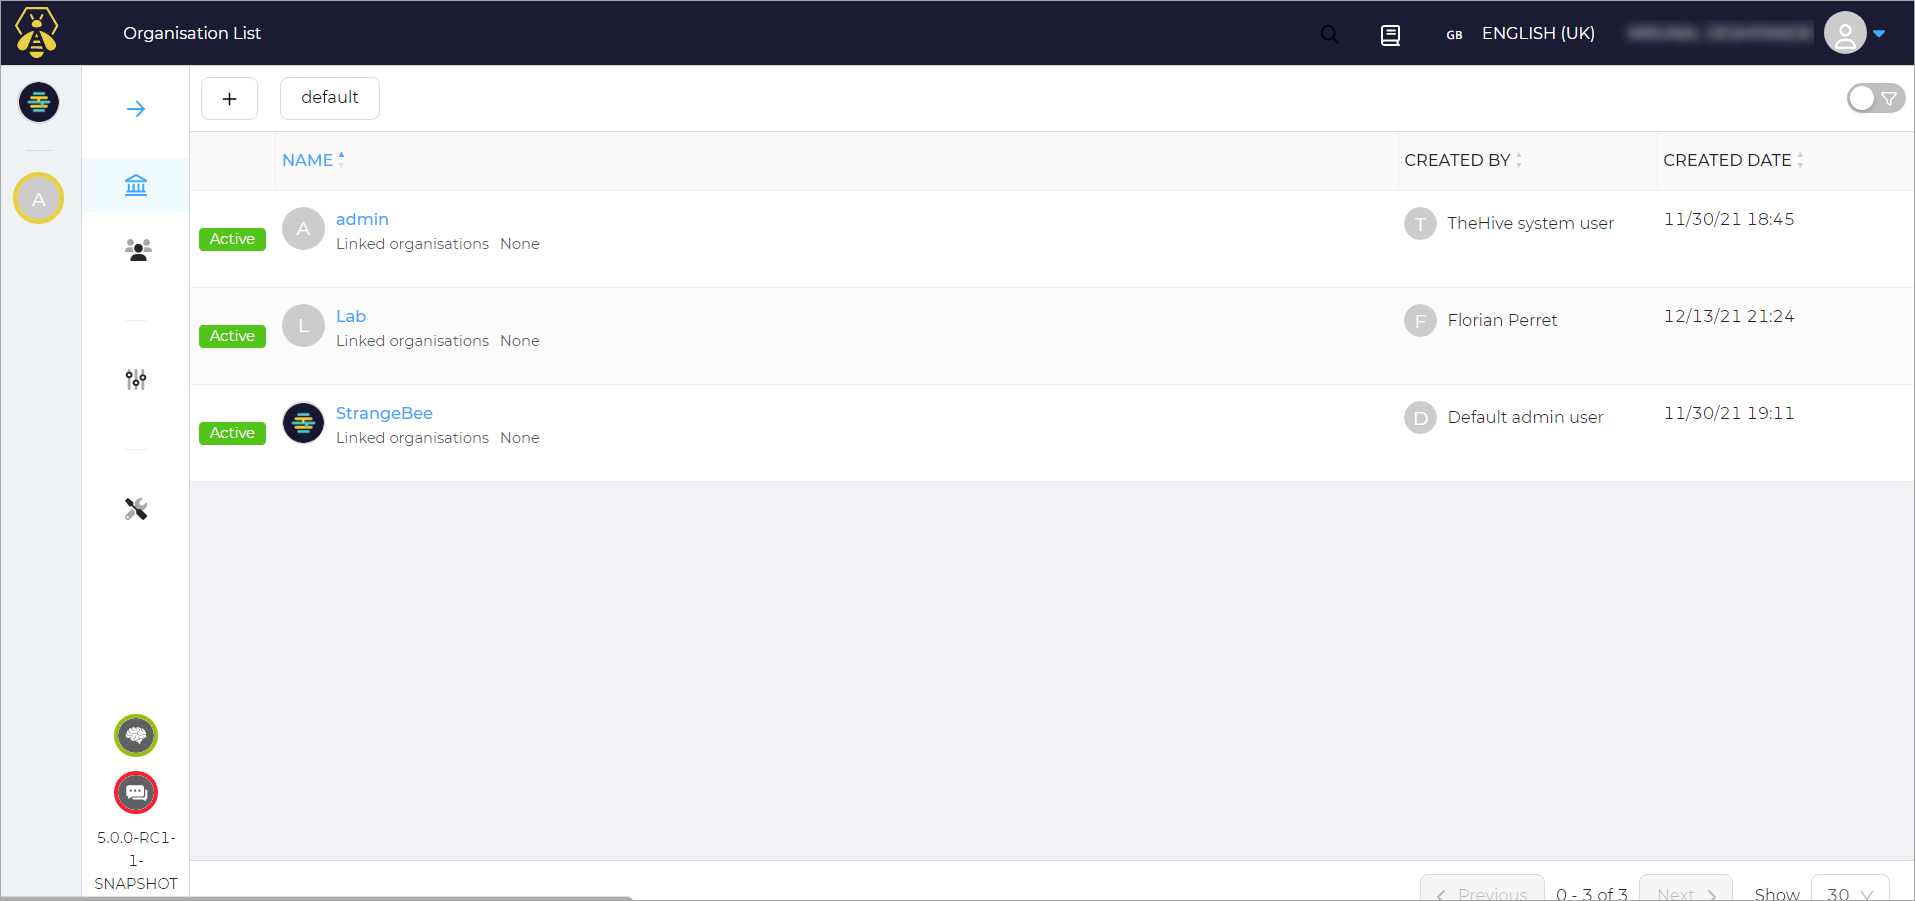 Organisation List
GB ENGLISH (UK)
+ default
A
NAME CREATED BY CREATED DATE
Active A admin T TheHive system user 11/30/21 18:45
Linked organisations None
Active L Lab F Florian Perret 12/13/21 21:24
Linked organisations None
Active StrangeBee D Default admin user 11/30/21 19:11
Linked organisations None
5.0.0-RC1-
1-
SNAPSHOT
Previous 0 - 3 of 3 Next Show 30